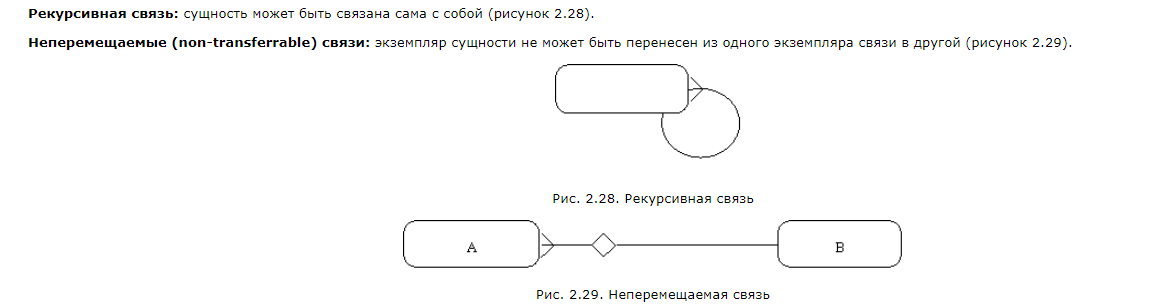 Рекурсивная связь: сущность может быть связана сама с собой (рисунок 2.28).
Неперемещаемые (non-transferrable) связи: экземпляр сущности не может быть перенесен из одного экземпляра связи в другой (рисунок 2.29).
Рис. 2.28. Рекурсивная связь
A
B
Рис. 2.29. Неперемещаемая связь